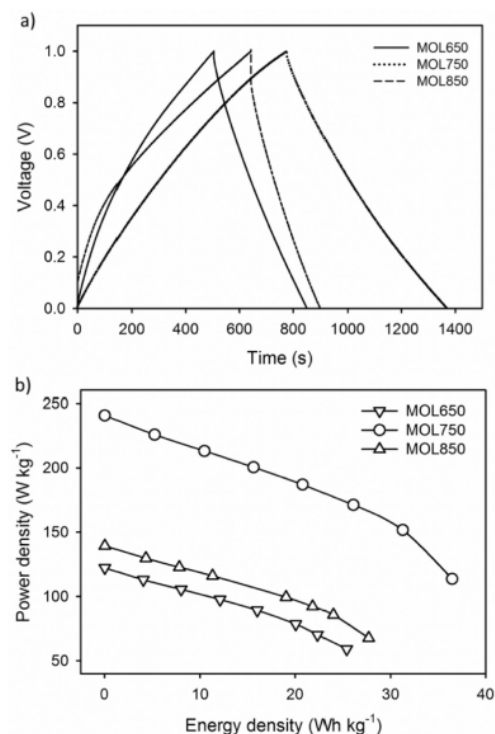 a)
1.0
0.8
0.6
0.4
0.2
0.0
Voltage (V)
MOL650
MOL750
MOL850
0 200 400 600 800 1000 1200 1400
Time (s)
b)
250
200
150
100
50
Power density (W kg⁻¹)
MOL650
MOL750
MOL850
0 10 20 30 40
Energy density (Wh kg⁻¹)